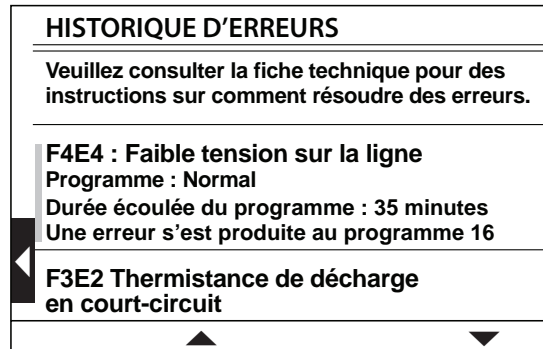 HISTORIQUE D’ERREURS
Veuillez consulter la fiche technique pour des
instructions sur comment résoudre des erreurs.
F4E4 : Faible tension sur la ligne
Programme : Normal
Durée écoulée du programme : 35 minutes
Une erreur s’est produite au programme 16
F3E2 Thermistance de décharge
en court-circuit